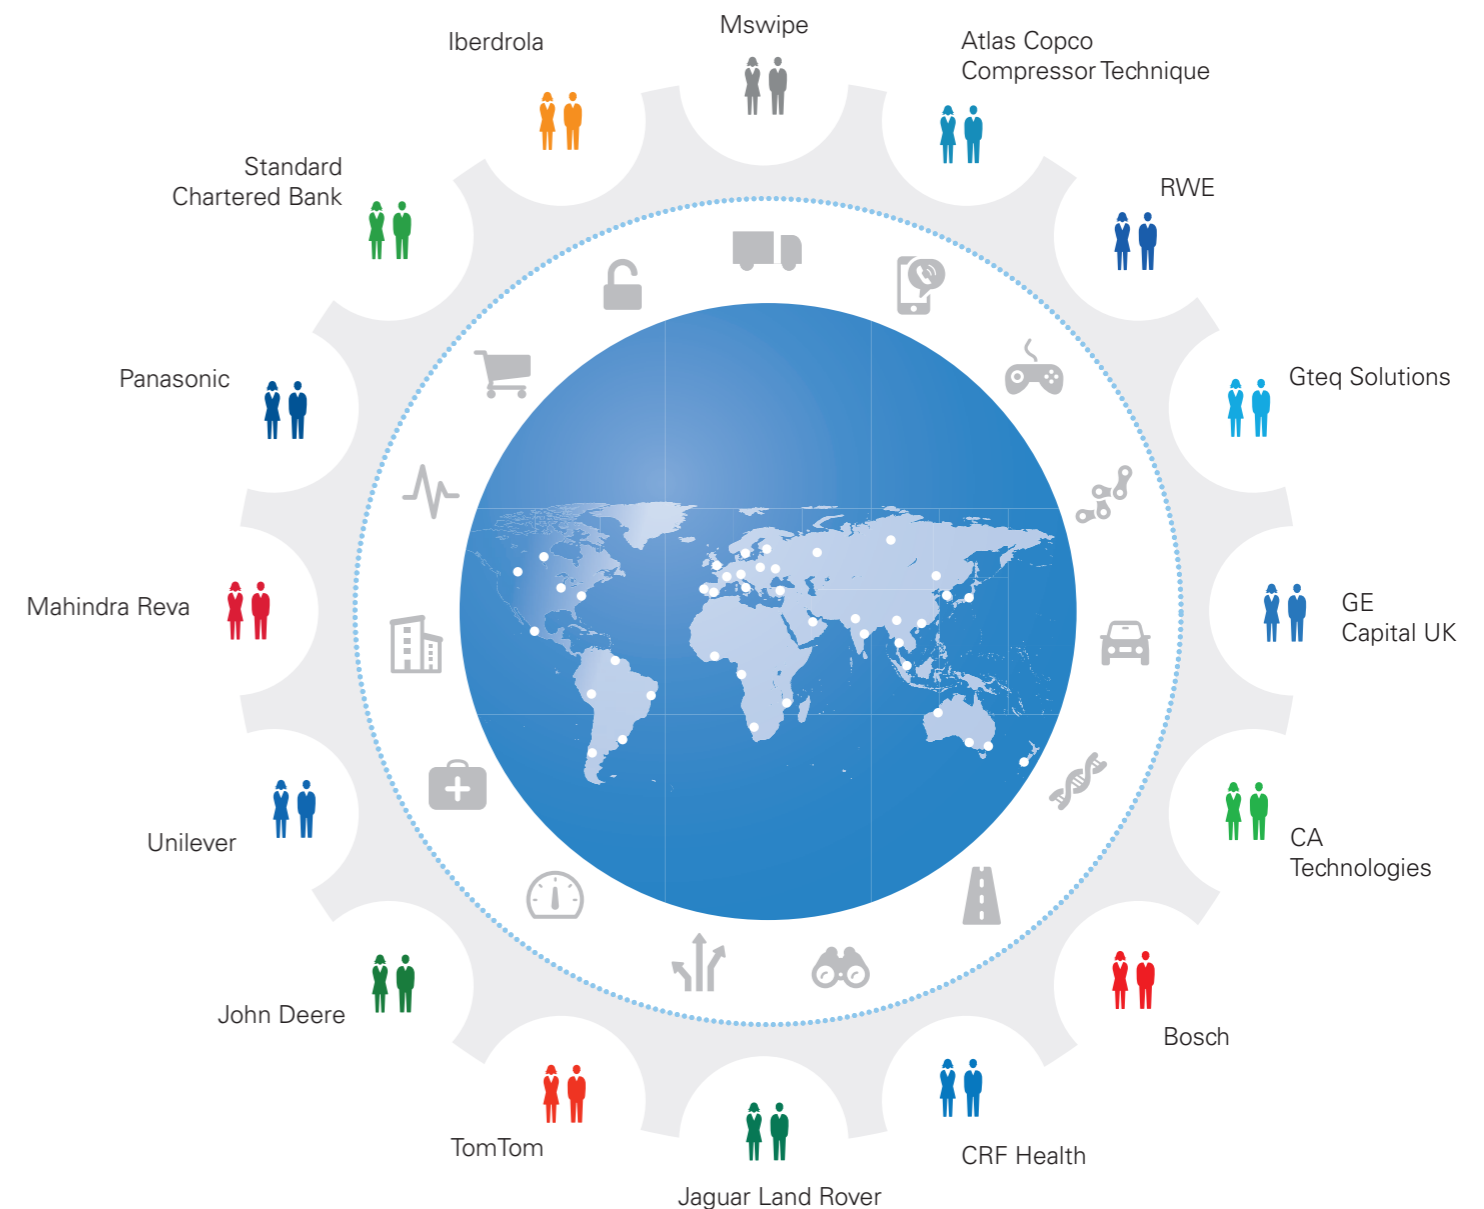 Mswipe
Iberdrola
Atlas Copco
Compressor Technique
Standard
Chartered Bank
RWE
Panasonic
Gteq Solutions
Mahindra Reva
GE
Capital UK
Unilever
CA
Technologies
John Deere
Bosch
TomTom
CRF Health
Jaguar Land Rover